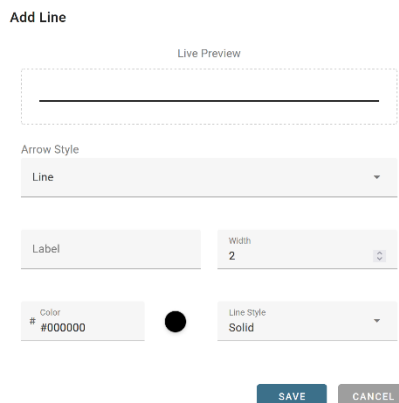 Add Line
Live Preview
Arrow Style
Line
Label
Width
2
Color
# #000000
Line Style
Solid
SAVE CANCEL